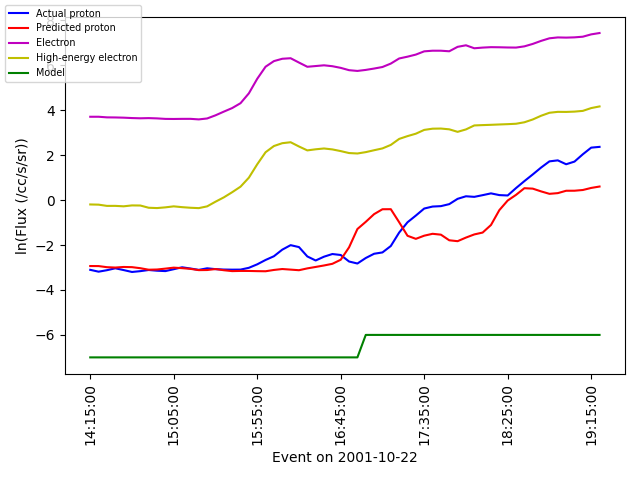 Actual proton
Predicted proton
Electron
High-energy electron
Model
4
2
0
−2
−4
−6
ln(Flux (/cc/s/sr))
14:15:00
15:05:00
15:55:00
16:45:00
17:35:00
18:25:00
19:15:00
Event on 2001-10-22